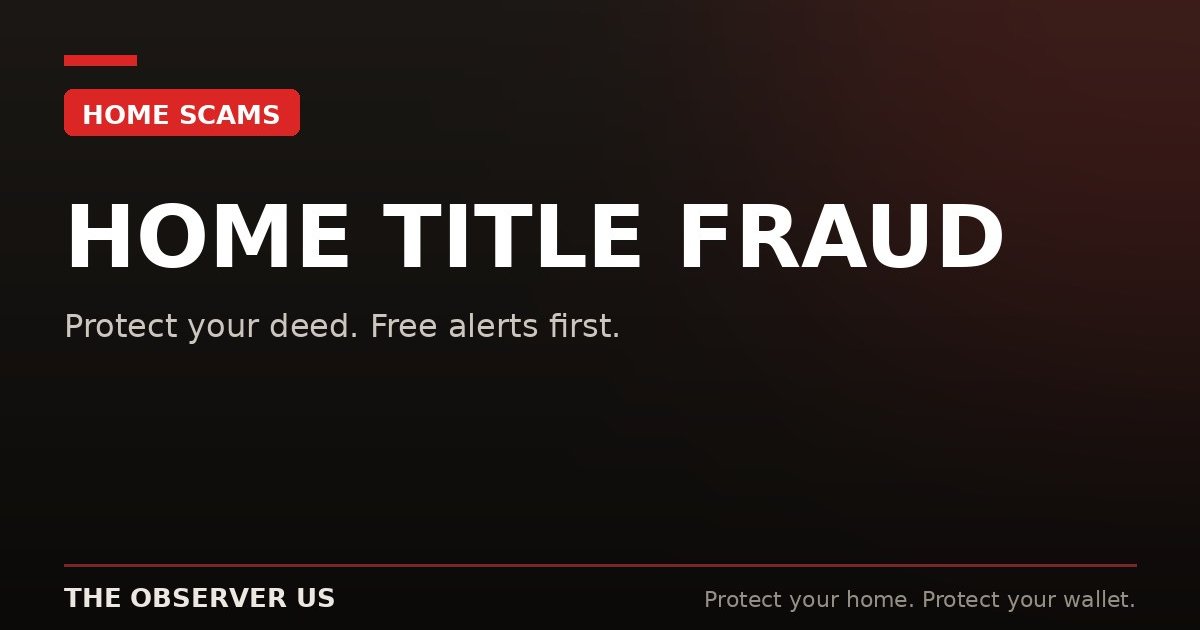 HOME SCAMS
HOME TITLE FRAUD
Protect your deed. Free alerts first.
THE OBSERVER US
Protect your home. Protect your wallet.